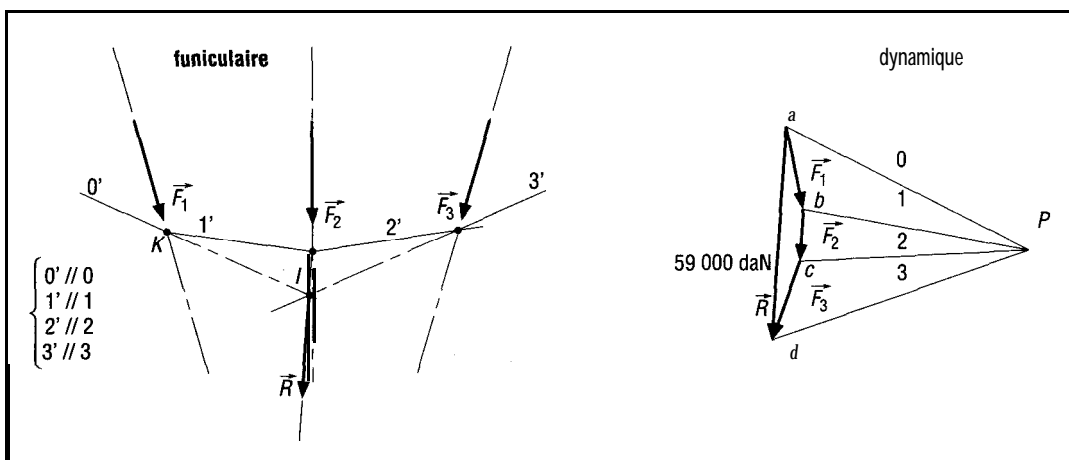 funiculaire
dynamique
0'
F₁
1'
K
F₂
2'
F₃
3'
I
R
0' // 0
1' // 1
2' // 2
3' // 3
a
0
F₁
1
b
P
F₂
2
59 000 daN
c
3
R
F₃
d